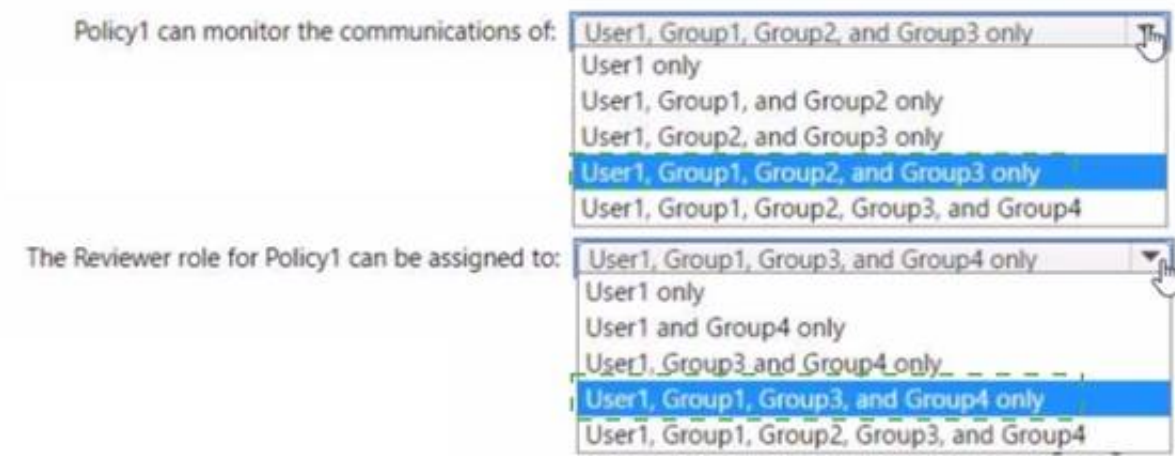 Policy1 can monitor the communications of: User1, Group1, Group2, and Group3 only
User1 only
User1, Group1, and Group2 only
User1, Group2, and Group3 only
User1, Group1, Group2, and Group3 only
User1, Group1, Group2, Group3, and Group4
The Reviewer role for Policy1 can be assigned to: User1, Group1, Group3, and Group4 only
User1 only
User1 and Group4 only
User1, Group3 and Group4 only
User1, Group1, Group3, and Group4 only
User1, Group1, Group2, Group3, and Group4